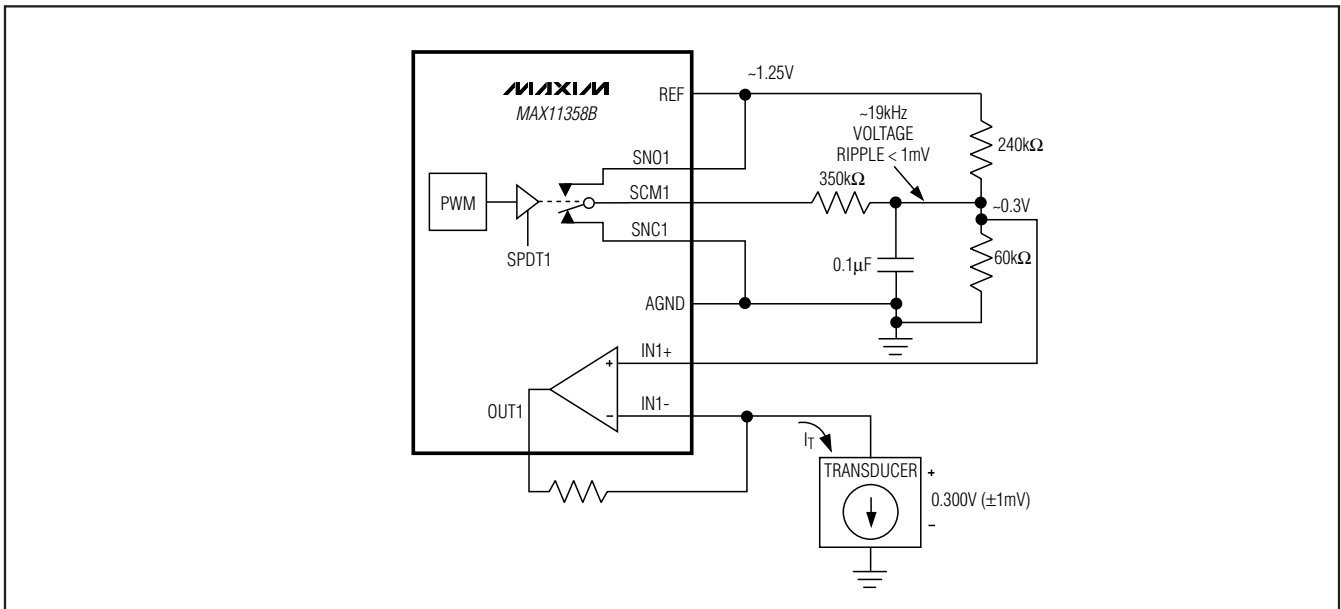 MAXIM
MAX11358B
REF
~1.25V
~19kHz
VOLTAGE
RIPPLE < 1mV
240kΩ
SNO1
350kΩ
PWM
SCM1
~0.3V
SNC1
SPDT1
0.1µF
60kΩ
AGND
IN1+
+
OUT1
IN1-
−
IT
TRANSDUCER
+
0.300V (±1mV)
−